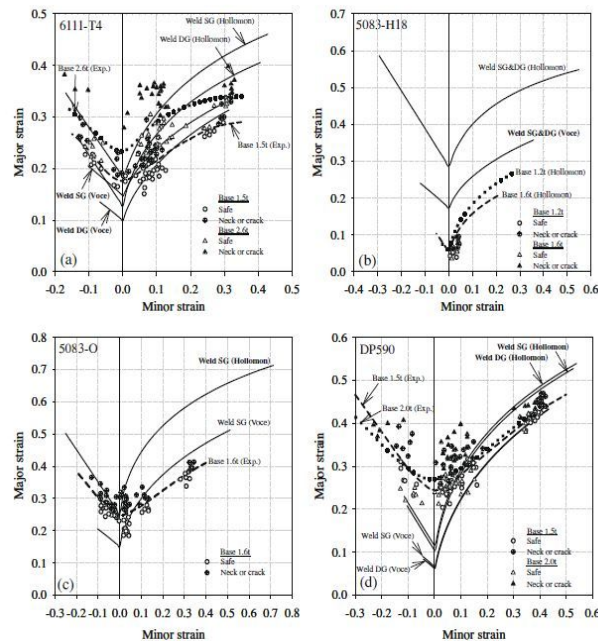 6111-T4
Weld SG (Hollomon)
Weld DG (Hollomon)
Base 2.6t (Exp.)
Base 1.5t (Exp.)
Weld SG (Voce)
Weld DG (Voce)
Base 1.5t
Safe
Neck or crack
Base 2.6t
Safe
Neck or crack
(a)
Major strain
0.5
0.4
0.3
0.2
0.1
0.0
-0.2 -0.1 0.0 0.1 0.2 0.3 0.4 0.5
Minor strain
5083-H18
Weld SG&DG (Hollomon)
Weld SG&DG (Voce)
Base 1.2t (Hollomon)
Base 1.6t (Hollomon)
Base 1.2t
Safe
Neck or crack
Base 1.6t
Safe
Neck or crack
(b)
Major strain
0.7
0.6
0.5
0.4
0.3
0.2
0.1
0.0
-0.4 -0.3 -0.2 -0.1 0.0 0.1 0.2 0.3 0.4 0.5 0.6
Minor strain
5083-O
Weld SG (Hollomon)
Weld SG (Voce)
Base 1.6t (Exp.)
Base 1.6t
Safe
Neck or crack
(c)
Major strain
0.8
0.7
0.6
0.5
0.4
0.3
0.2
0.1
0.0
-0.3 -0.2 -0.1 0.0 0.1 0.2 0.3 0.4 0.5 0.6 0.7 0.8
Minor strain
DP590
Weld SG (Hollomon)
Weld DG (Hollomon)
Base 1.5t (Exp.)
Base 2.0t (Exp.)
Weld SG (Voce)
Weld DG (Voce)
Base 1.5t
Safe
Neck or crack
Base 2.0t
Safe
Neck or crack
(d)
Major strain
0.6
0.5
0.4
0.3
0.2
0.1
0.0
-0.3 -0.2 -0.1 0.0 0.1 0.2 0.3 0.4 0.5 0.6
Minor strain